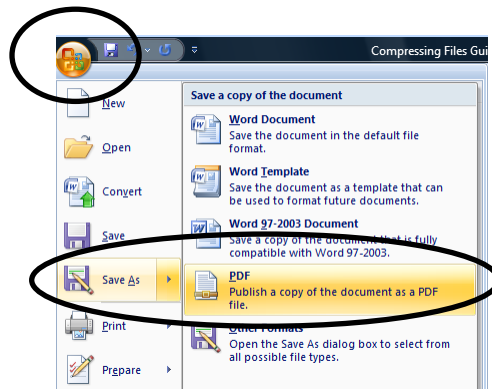 Compressing Files Gui
New
Open
Convert
Save
Save As
Print
Prepare
Save a copy of the document
Word Document
Save the document in the default file
format.
Word Template
Save the document as a template that can
be used to format future documents.
Word 97-2003 Document
Save a copy of the document that is fully
compatible with Word 97-2003.
PDF
Publish a copy of the document as a PDF
file.
Other Formats
Open the Save As dialog box to select from
all possible file types.